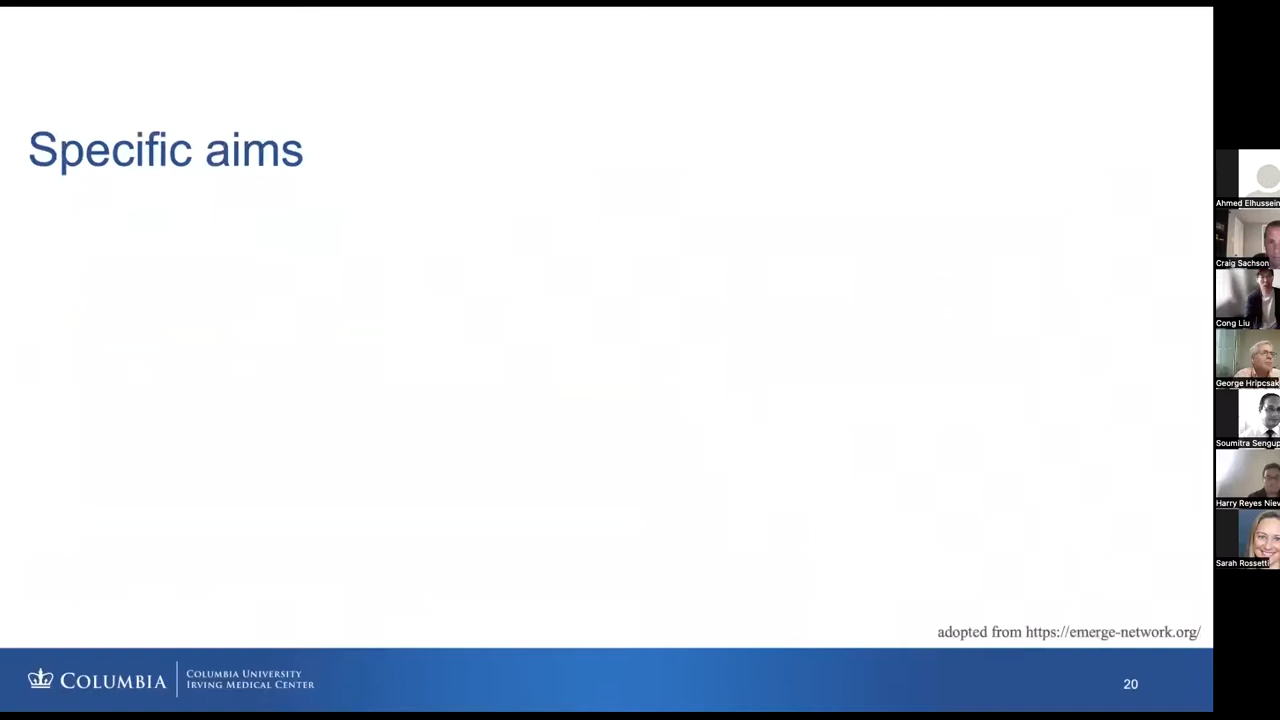 Specific aims
adopted from https://emerge-network.org/
COLUMBIA
COLUMBIA UNIVERSITY
IRVING MEDICAL CENTER
20
Ahmed Elhussein
Craig Sachson
Cong Liu
George Hripcsak
Soumitra Sengup
Harry Reyes Niev
Sarah Rossetti